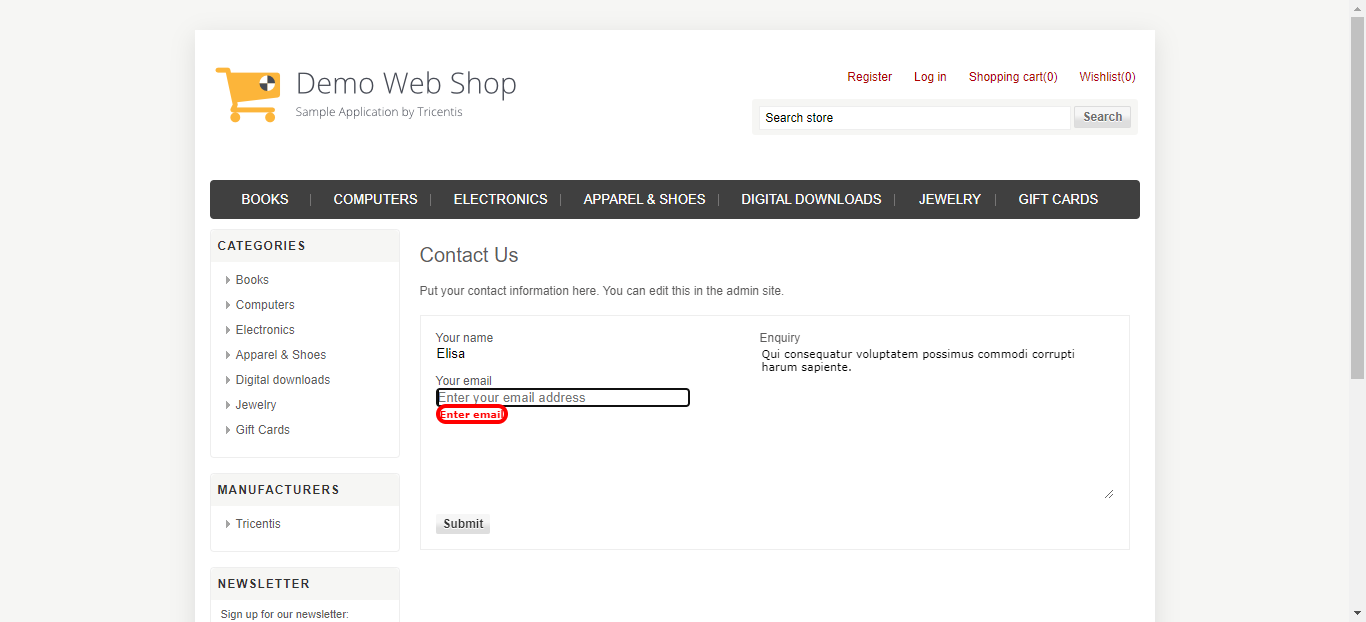 Demo Web Shop
Sample Application by Tricentis
Register Log in Shopping cart(0) Wishlist(0)
Search store Search
BOOKS COMPUTERS ELECTRONICS APPAREL & SHOES DIGITAL DOWNLOADS JEWELRY GIFT CARDS
CATEGORIES
Books
Computers
Electronics
Apparel & Shoes
Digital downloads
Jewelry
Gift Cards
MANUFACTURERS
Tricentis
NEWSLETTER
Sign up for our newsletter:
Contact Us
Put your contact information here. You can edit this in the admin site.
Your name
Elisa
Your email
Enter your email address
Enter email
Enquiry
Qui consequatur voluptatem possimus commodi corrupti
harum sapiente.
Submit